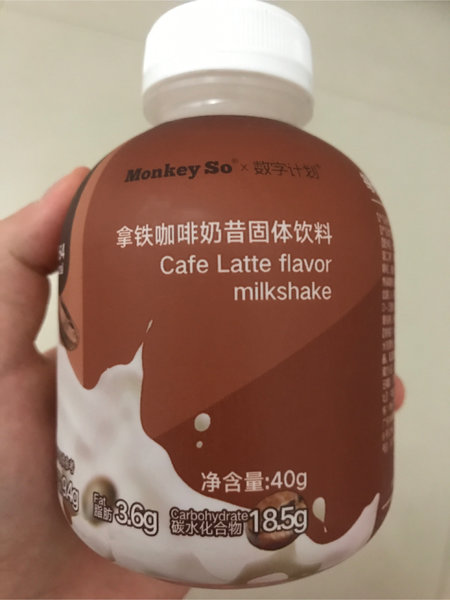 Monkey So® × 数字计划
拿铁咖啡奶昔固体饮料
Cafe Latte flavor
milkshake
净含量:40g
Fat
脂肪 3.6g
Carbohydrate
碳水化合物 18.5g